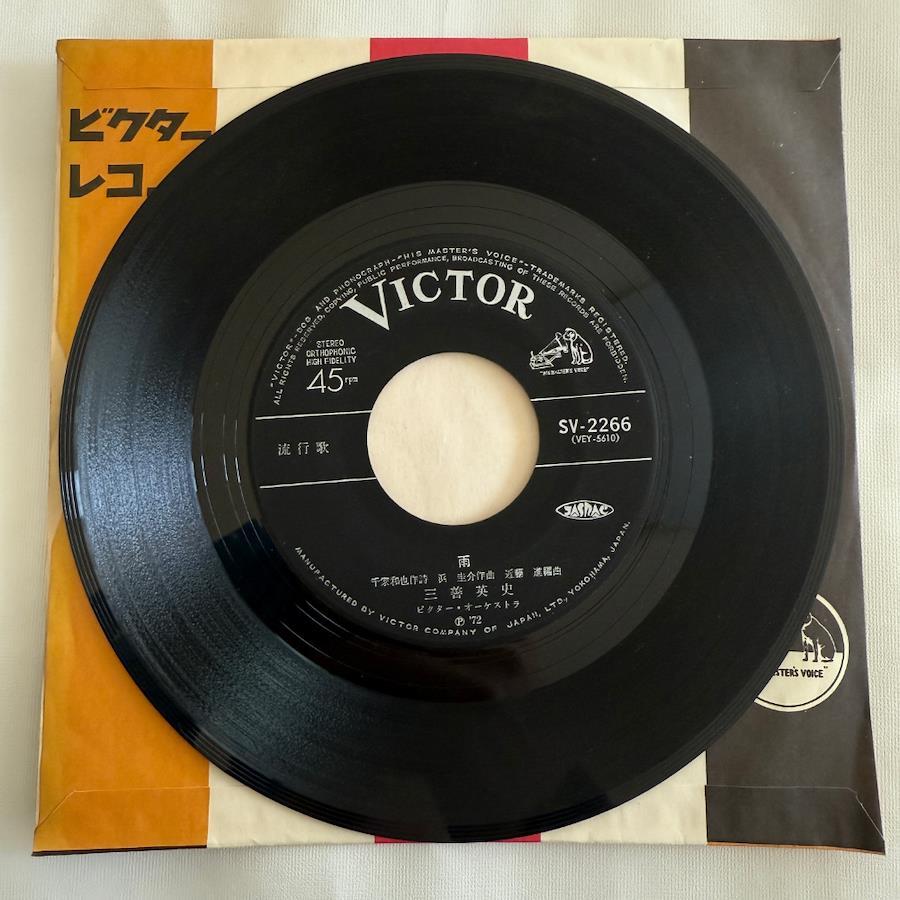 ビクター
レコ
"VICTOR"-DOG AND PHONOGRAPH-"HIS MASTER'S VOICE"-TRADEMARKS REGISTERED.
ALL RIGHTS RESERVED, COPYING, PUBLIC PERFORMANCE, BROADCASTING OF THESE RECORDS ARE FORBIDDEN.
VICTOR
STEREO
ORTHOPHONIC
HIGH FIDELITY
45 rpm
"HIS MASTER'S VOICE"
流行歌
SV-2266
(VEY-5610)
JASRAC
雨
千家和也作詩 浜 圭介作曲 近藤 進編曲
三善英史
ビクター・オーケストラ
Ⓟ '72
MANUFACTURED BY VICTOR COMPANY OF JAPAN, LTD., YOKOHAMA, JAPAN.
STER'S VOICE"